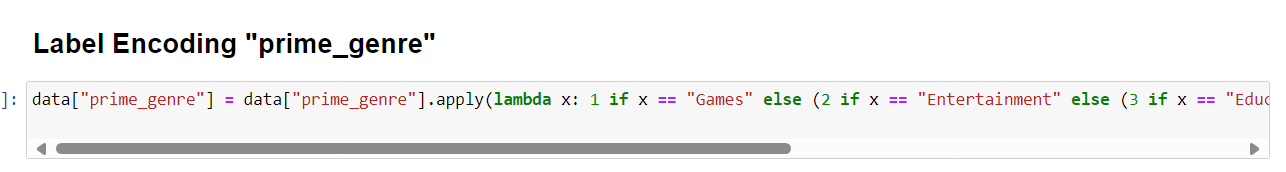 Label Encoding "prime_genre"
]: data["prime_genre"] = data["prime_genre"].apply(lambda x: 1 if x == "Games" else (2 if x == "Entertainment" else (3 if x == "Educ